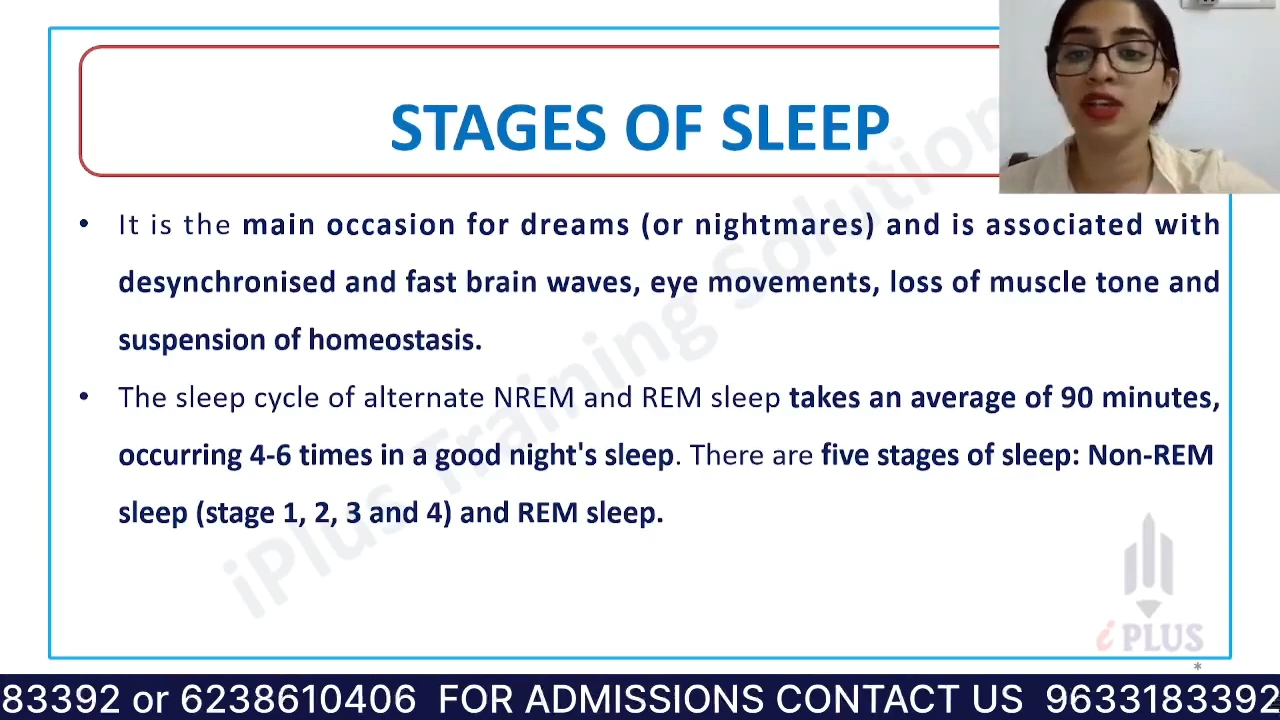 STAGES OF SLEEP
• It is the main occasion for dreams (or nightmares) and is associated with
desynchronised and fast brain waves, eye movements, loss of muscle tone and
suspension of homeostasis.
• The sleep cycle of alternate NREM and REM sleep takes an average of 90 minutes,
occurring 4-6 times in a good night's sleep. There are five stages of sleep: Non-REM
sleep (stage 1, 2, 3 and 4) and REM sleep.
iPlus Training Solution
iPLUS
*
83392 or 6238610406 FOR ADMISSIONS CONTACT US 9633183392